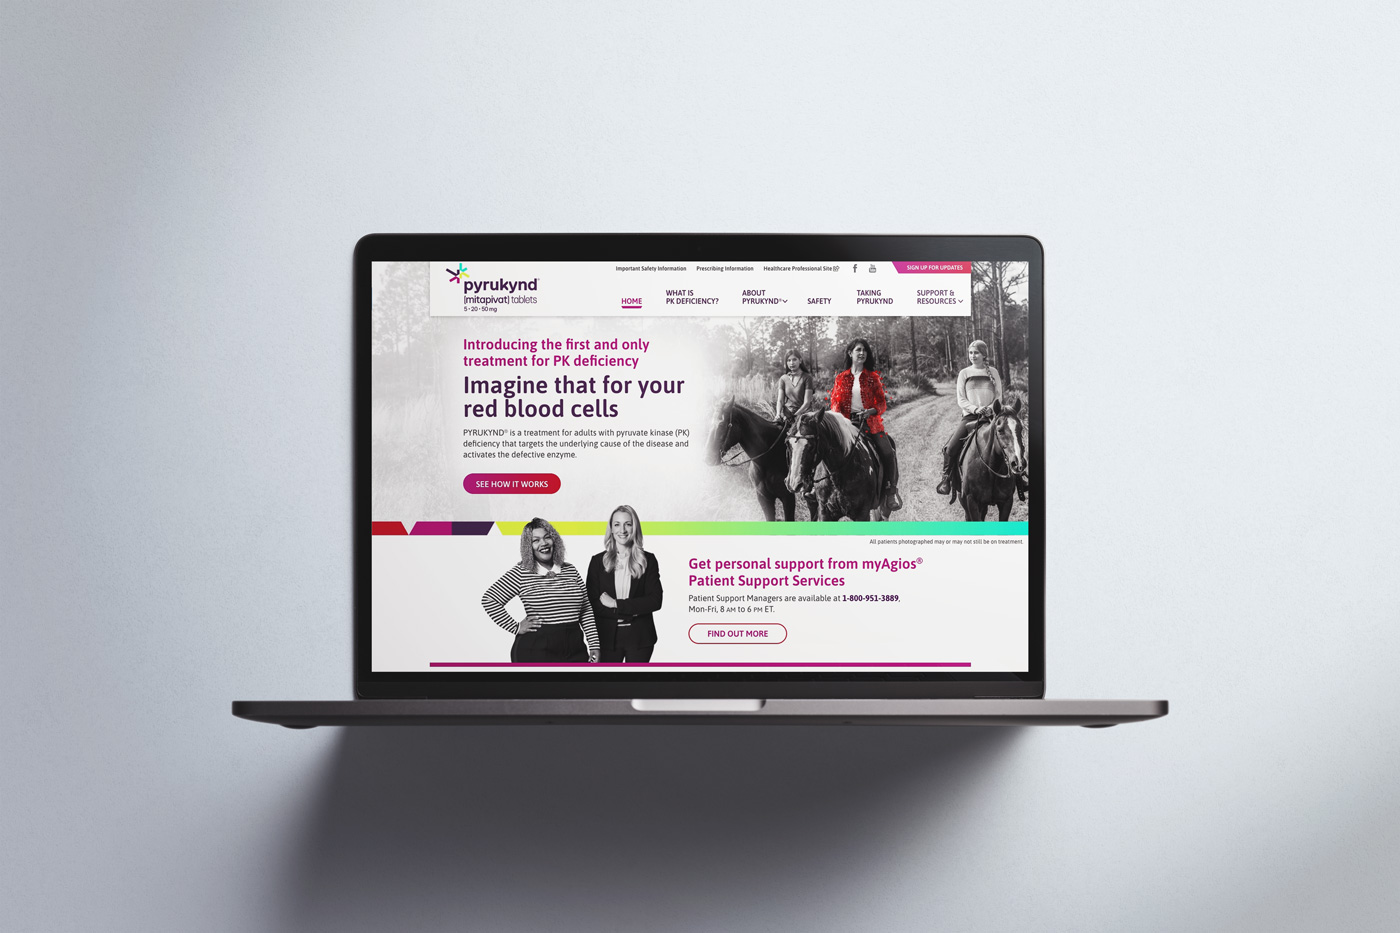 Important Safety Information
Prescribing Information
Healthcare Professional Site
SIGN UP FOR UPDATES
pyrukynd®
(mitapivat) tablets
5 • 20 • 50 mg
HOME
WHAT IS
PK DEFICIENCY?
ABOUT
PYRUKYND®
SAFETY
TAKING
PYRUKYND
SUPPORT &
RESOURCES
Introducing the first and only
treatment for PK deficiency
Imagine that for your
red blood cells
PYRUKYND® is a treatment for adults with pyruvate kinase (PK)
deficiency that targets the underlying cause of the disease and
activates the defective enzyme.
SEE HOW IT WORKS
All patients photographed may or may not still be on treatment.
Get personal support from myAgios®
Patient Support Services
Patient Support Managers are available at 1-800-951-3889,
Mon-Fri, 8 AM to 6 PM ET.
FIND OUT MORE